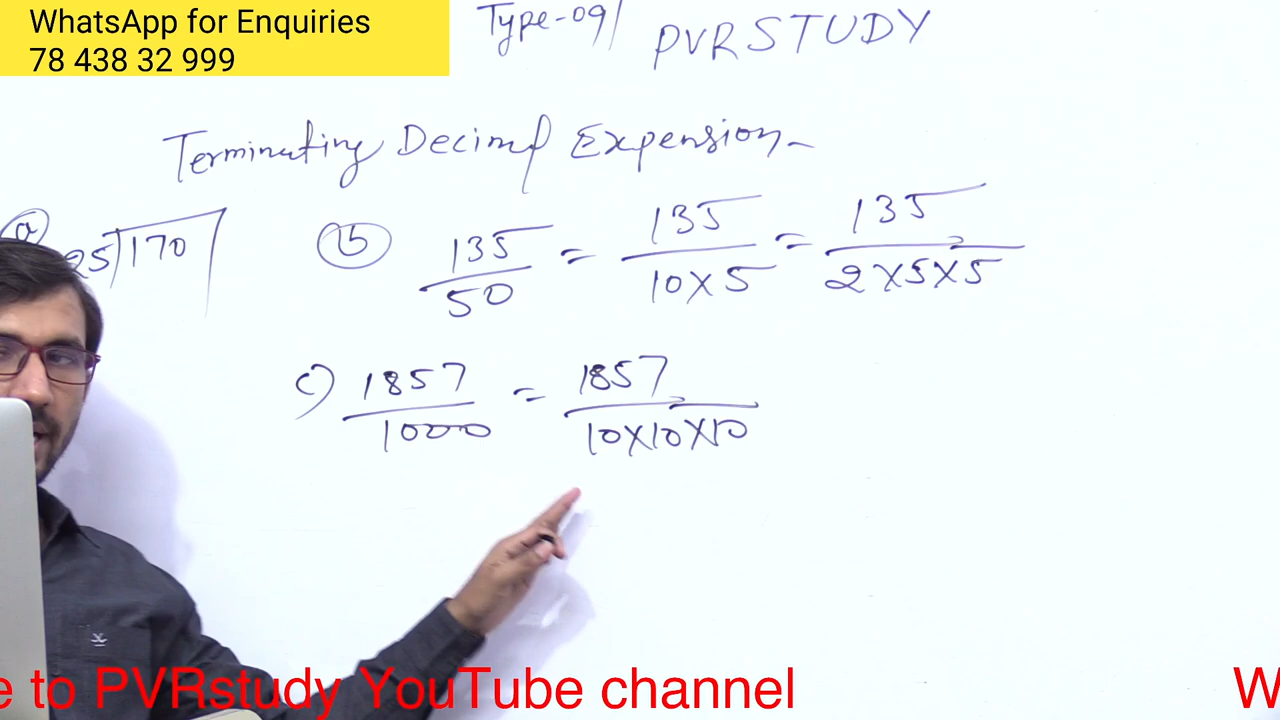 WhatsApp for Enquiries
78 438 32 999
Type-09/ PVRSTUDY
Terminating Decimal Expension-
a 25 170
b 135/50 = 135/10×5 = 135/2×5×5
c) 1857/1000 = 1857/10×10×10
e to PVRstudy YouTube channel W